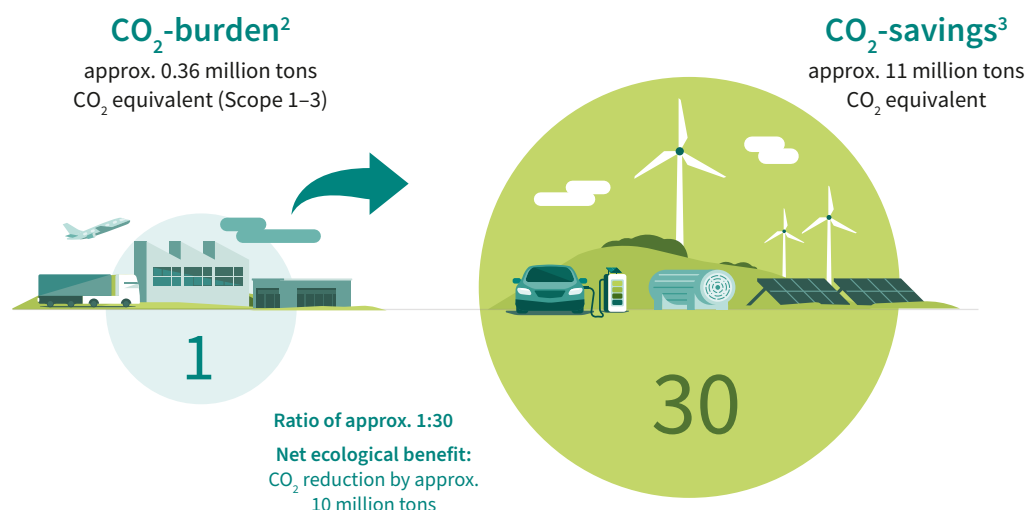 CO₂-burden²
approx. 0.36 million tons
CO₂ equivalent (Scope 1–3)
CO₂-savings³
approx. 11 million tons
CO₂ equivalent
1
30
Ratio of approx. 1:30
Net ecological benefit:
CO₂ reduction by approx.
10 million tons